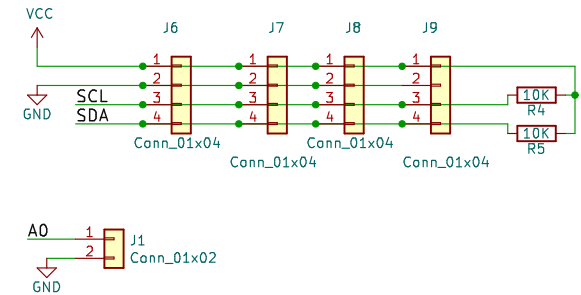 VCC
J6 J7 J8 J9
1 1 1 1
2 2 2 2
SCL 3 3 3 3 10K
GND R4
SDA 4 4 4 4 10K
Conn_01x04 Conn_01x04 R5
Conn_01x04 Conn_01x04
A0 1 J1
2 Conn_01x02
GND